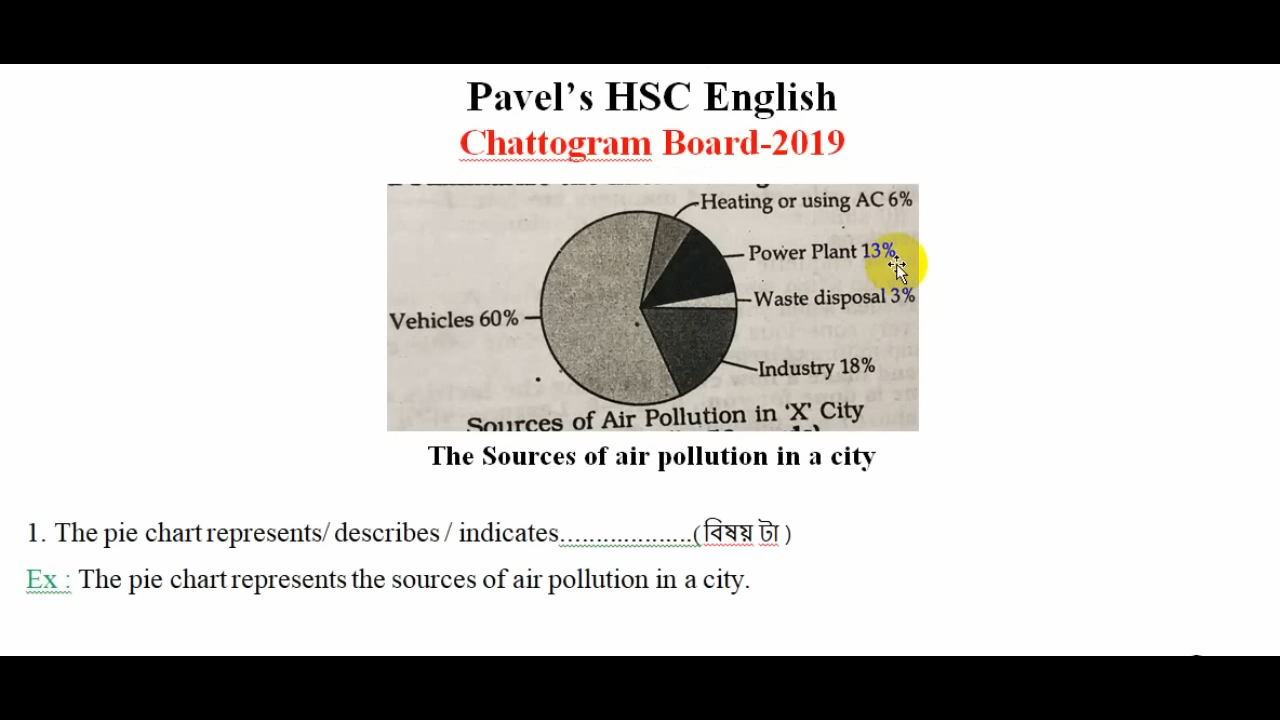 Pavel's HSC English
Chattogram Board-2019
Heating or using AC 6%
Power Plant 13%
Waste disposal 3%
Vehicles 60%
Industry 18%
Sources of Air Pollution in 'X' City
The Sources of air pollution in a city
1. The pie chart represents/ describes / indicates...................(বিষয় টা )
Ex : The pie chart represents the sources of air pollution in a city.